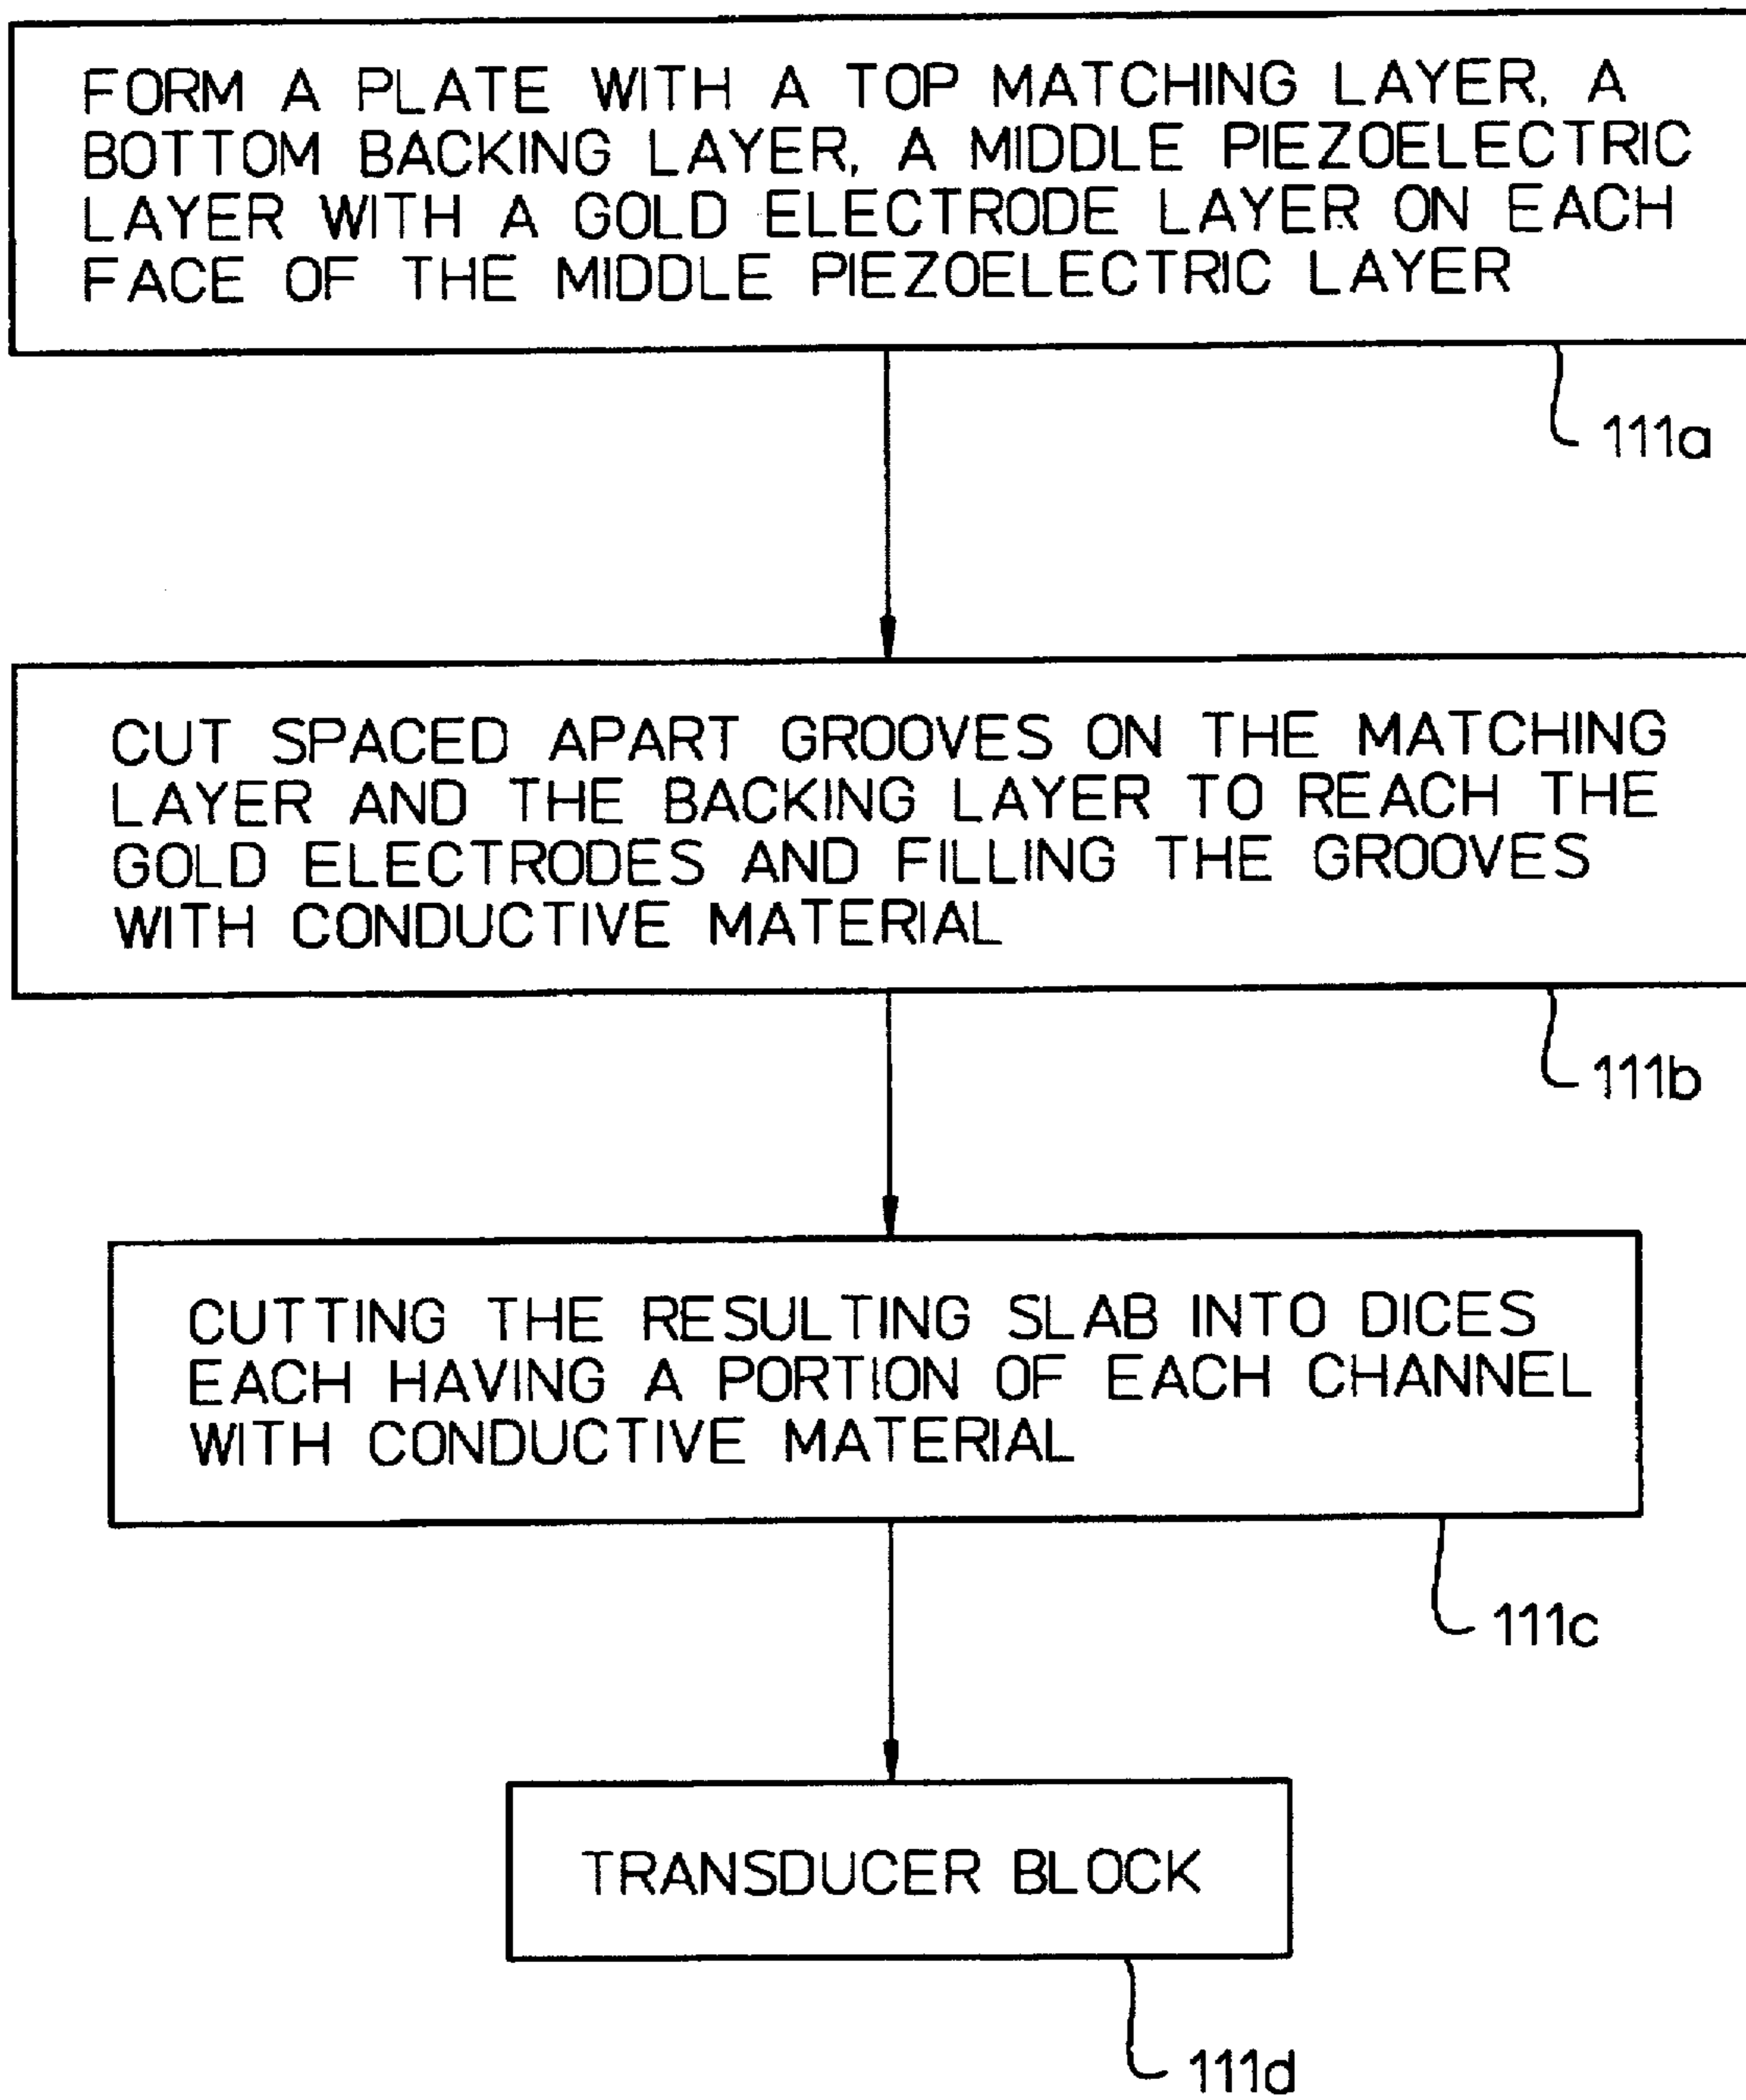 FORM A PLATE WITH A TOP MATCHING LAYER, A
BOTTOM BACKING LAYER, A MIDDLE PIEZOELECTRIC
LAYER WITH A GOLD ELECTRODE LAYER ON EACH
FACE OF THE MIDDLE PIEZOELECTRIC LAYER
111a
CUT SPACED APART GROOVES ON THE MATCHING
LAYER AND THE BACKING LAYER TO REACH THE
GOLD ELECTRODES AND FILLING THE GROOVES
WITH CONDUCTIVE MATERIAL
111b
CUTTING THE RESULTING SLAB INTO DICES
EACH HAVING A PORTION OF EACH CHANNEL
WITH CONDUCTIVE MATERIAL
111c
TRANSDUCER BLOCK
111d